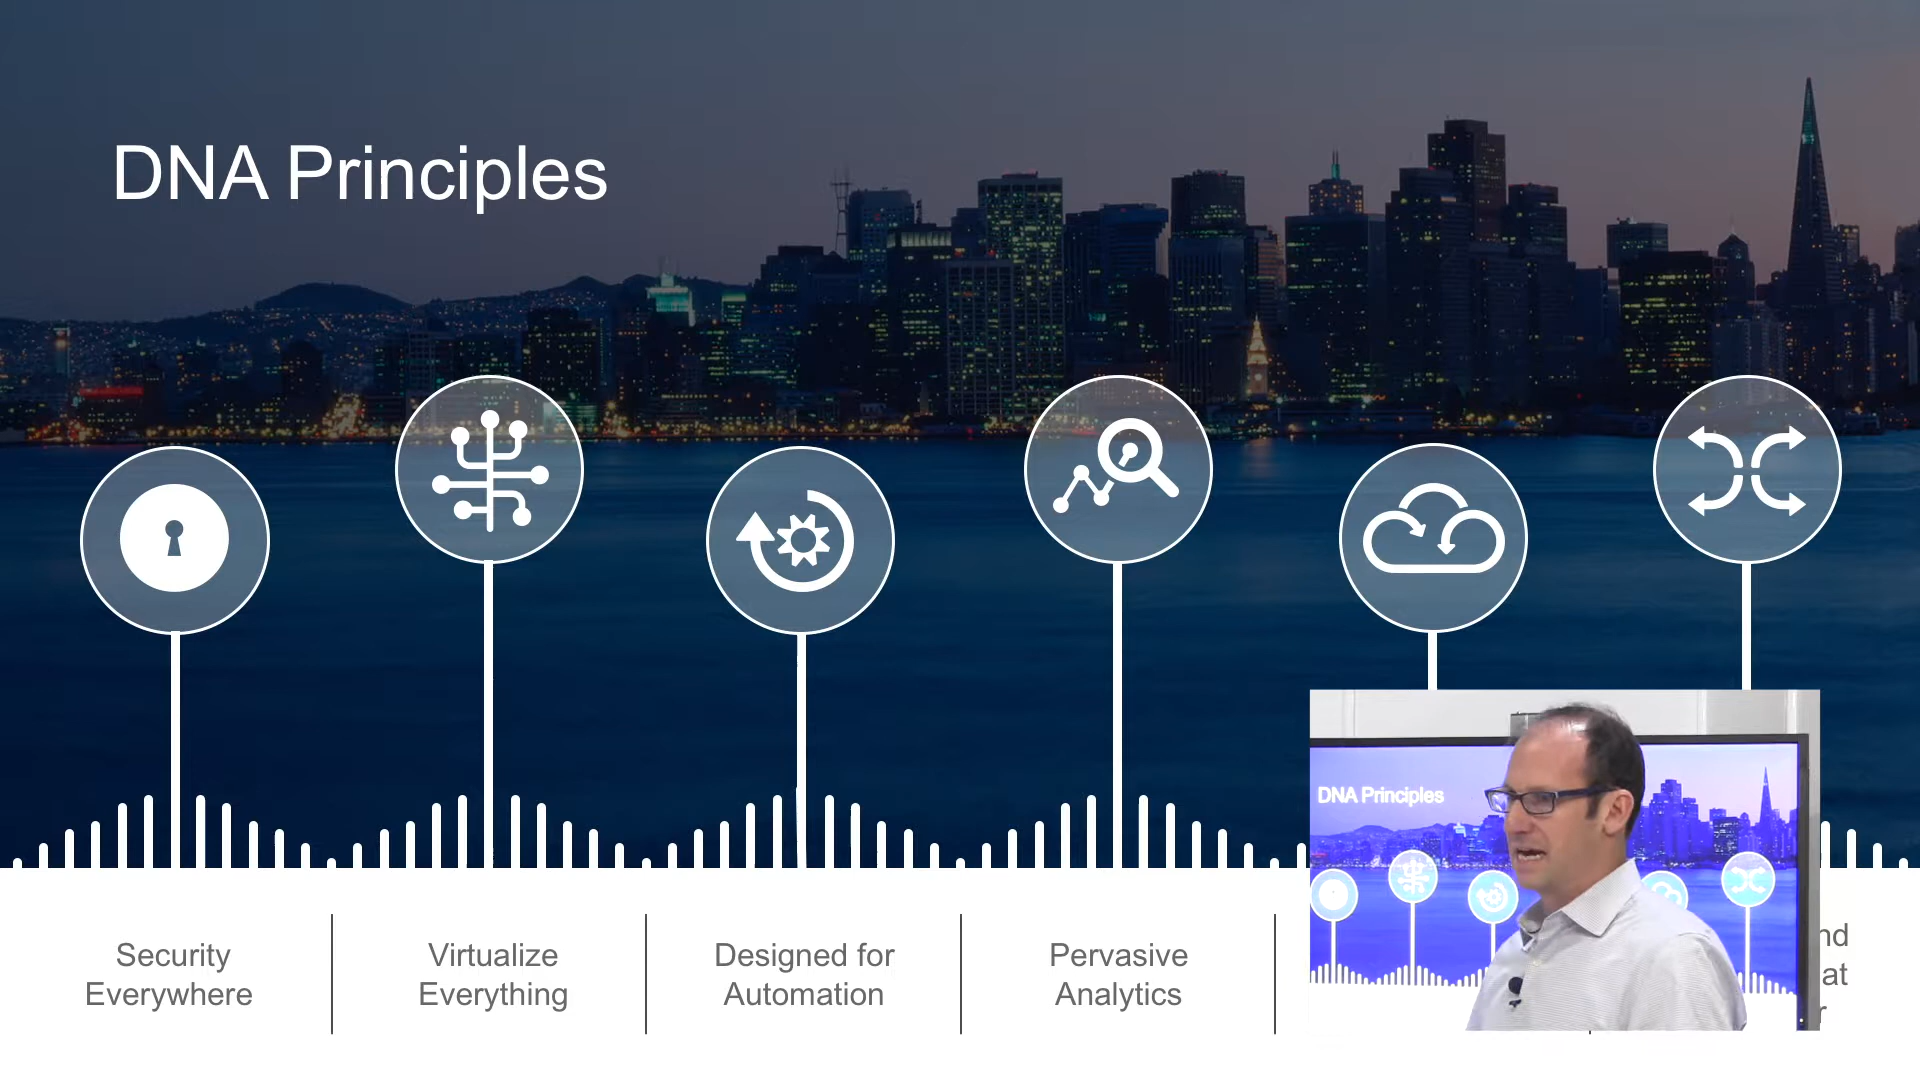 DNA Principles
Security
Everywhere
Virtualize
Everything
Designed for
Automation
Pervasive
Analytics
DNA Principles